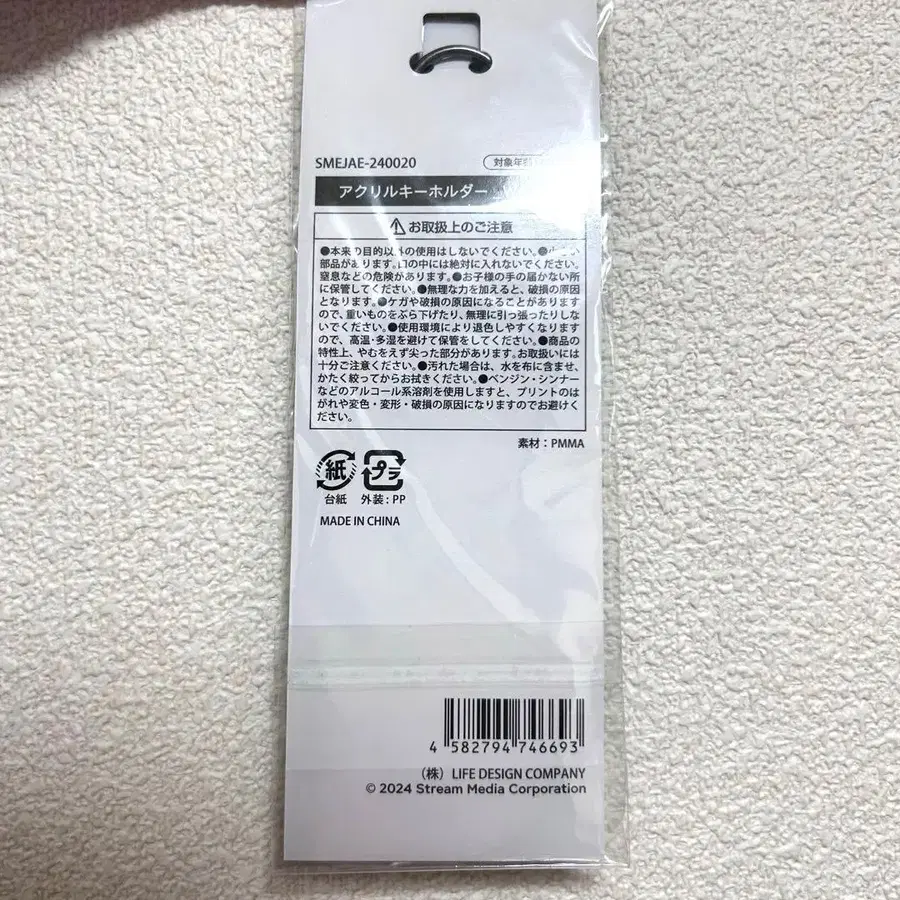 SMEJAE-240020
対象年齢
アクリルキーホルダー
お取扱上のご注意
●本来の目的以外の使用はしないでください。●小さい
部品があります。口の中には絶対に入れないでください。
窒息などの危険があります。●お子様の手の届かない所
に保管してください。●無理な力を加えると、破損の原因
となります。●ケガや破損の原因になることがあります
ので、重いものをぶら下げたり、無理に引っ張ったりしな
いでください。●使用環境により退色しやすくなります
ので、高温・多湿を避けて保管をしてください。●商品の
特性上、やむをえず尖った部分があります。お取扱いには
十分ご注意ください。●汚れた場合は、水を布に含ませ、
かたく絞ってからお拭きください。●ベンジン・シンナー
などのアルコール系溶剤を使用しますと、プリントのは
がれや変色・変形・破損の原因になりますのでお避けく
ださい。
素材：PMMA
紙 プラ
台紙 外装：PP
MADE IN CHINA
4 582794 746693
（株） LIFE DESIGN COMPANY
© 2024 Stream Media Corporation